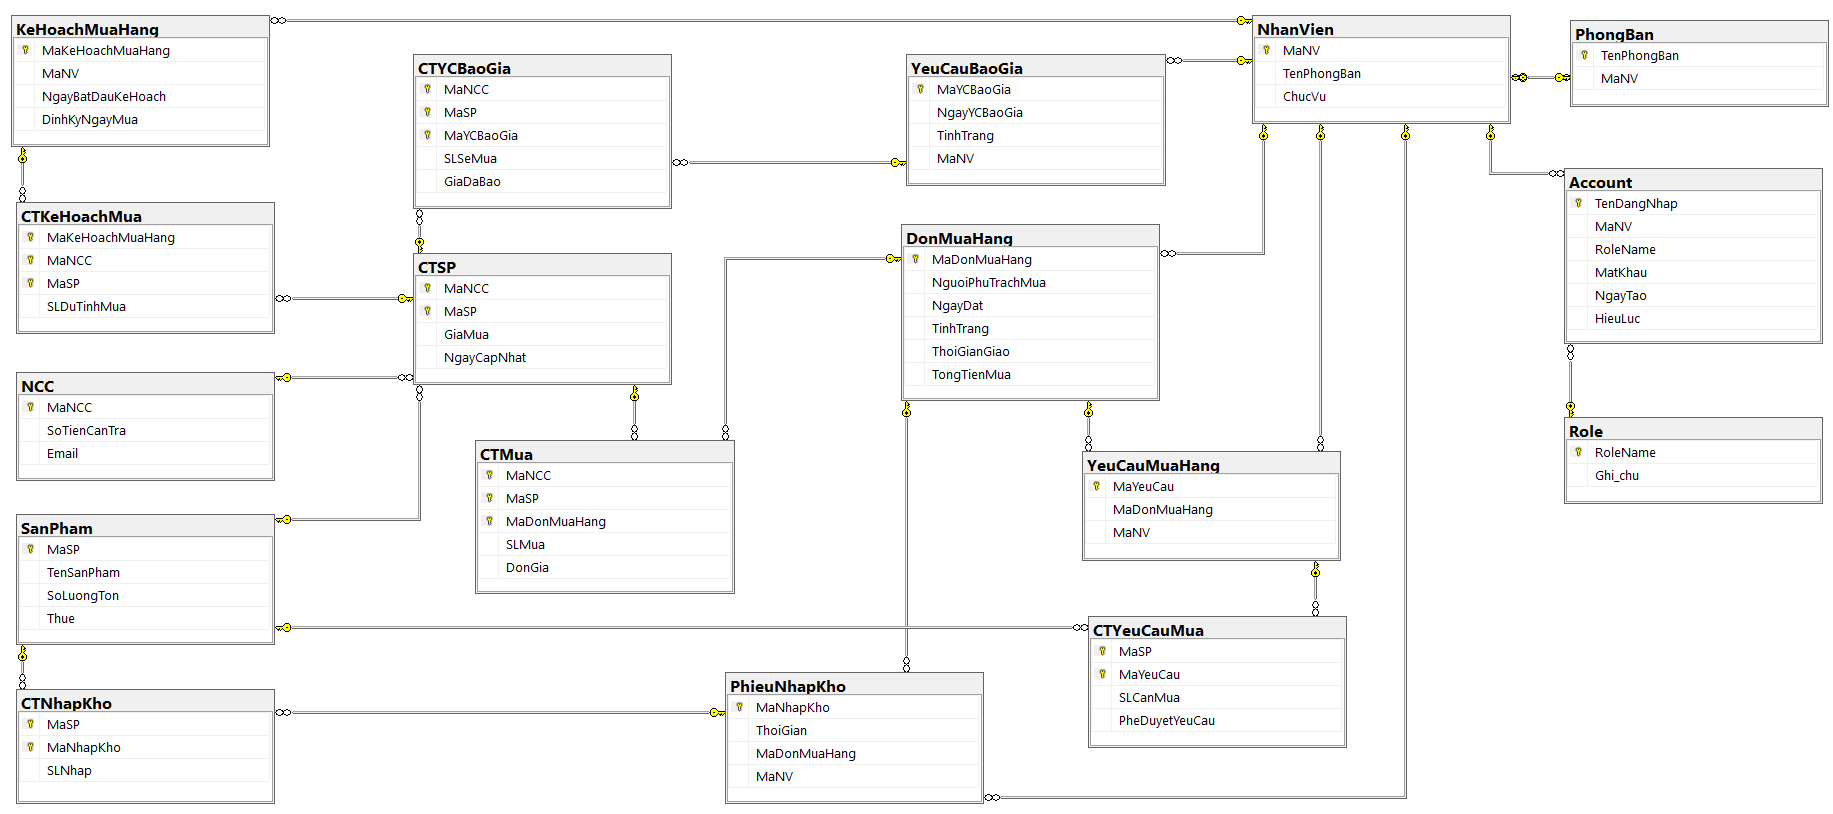 KeHoachMuaHang
MaKeHoachMuaHang
MaNV
NgayBatDauKeHoach
DinhKyNgayMua
CTKeHoachMua
MaKeHoachMuaHang
MaNCC
MaSP
SLDuTinhMua
NCC
MaNCC
SoTienCanTra
Email
SanPham
MaSP
TenSanPham
SoLuongTon
Thue
CTNhapKho
MaSP
MaNhapKho
SLNhap
CTYCBaoGia
MaNCC
MaSP
MaYCBaoGia
SLSeMua
GiaDaBao
CTSP
MaNCC
MaSP
GiaMua
NgayCapNhat
CTMua
MaNCC
MaSP
MaDonMuaHang
SLMua
DonGia
PhieuNhapKho
MaNhapKho
ThoiGian
MaDonMuaHang
MaNV
YeuCauBaoGia
MaYCBaoGia
NgayYCBaoGia
TinhTrang
MaNV
DonMuaHang
MaDonMuaHang
NguoiPhuTrachMua
NgayDat
TinhTrang
ThoiGianGiao
TongTienMua
YeuCauMuaHang
MaYeuCau
MaDonMuaHang
MaNV
CTYeuCauMua
MaSP
MaYeuCau
SLCanMua
PheDuyetYeuCau
NhanVien
MaNV
TenPhongBan
ChucVu
PhongBan
TenPhongBan
MaNV
Account
TenDangNhap
MaNV
RoleName
MatKhau
NgayTao
HieuLuc
Role
RoleName
Ghi_chu